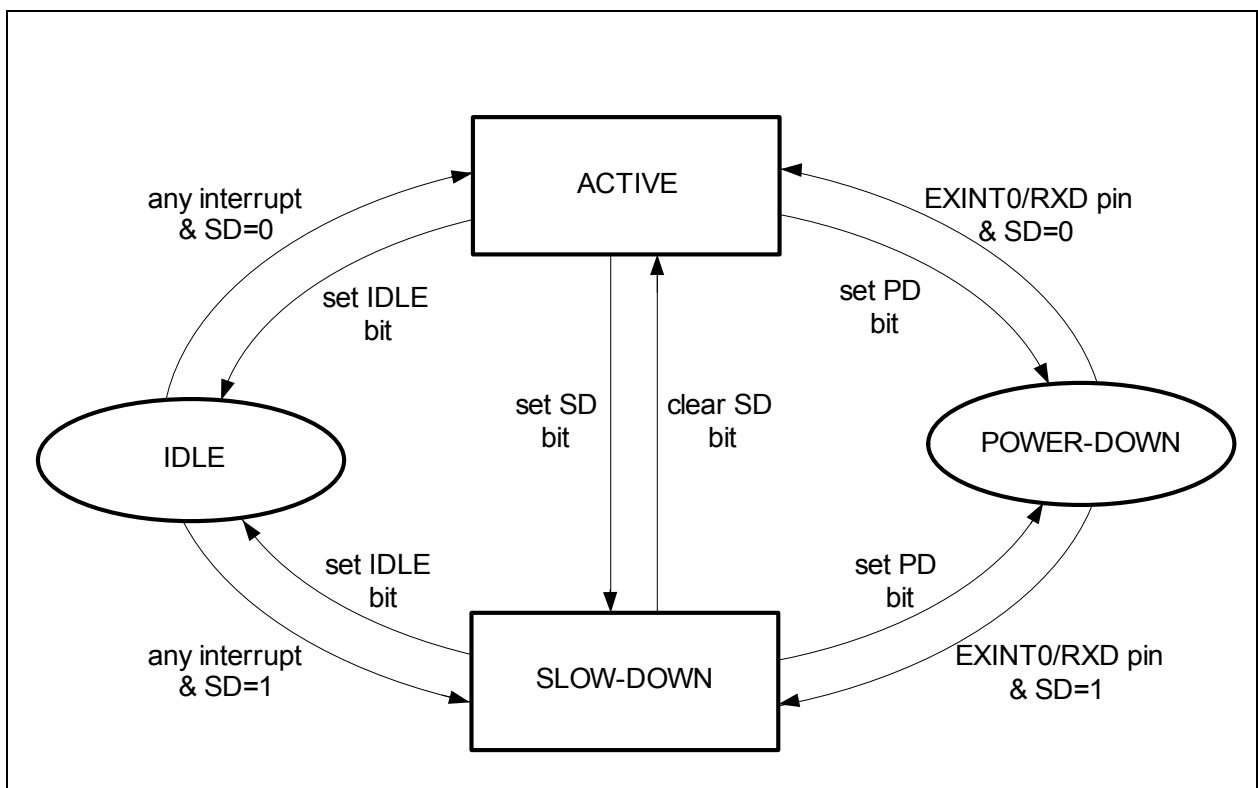 ACTIVE
any interrupt
& SD=0
EXINT0/RXD pin
& SD=0
set IDLE
bit
set PD
bit
set SD
bit
clear SD
bit
IDLE
POWER-DOWN
set IDLE
bit
set PD
bit
any interrupt
& SD=1
SLOW-DOWN
EXINT0/RXD pin
& SD=1